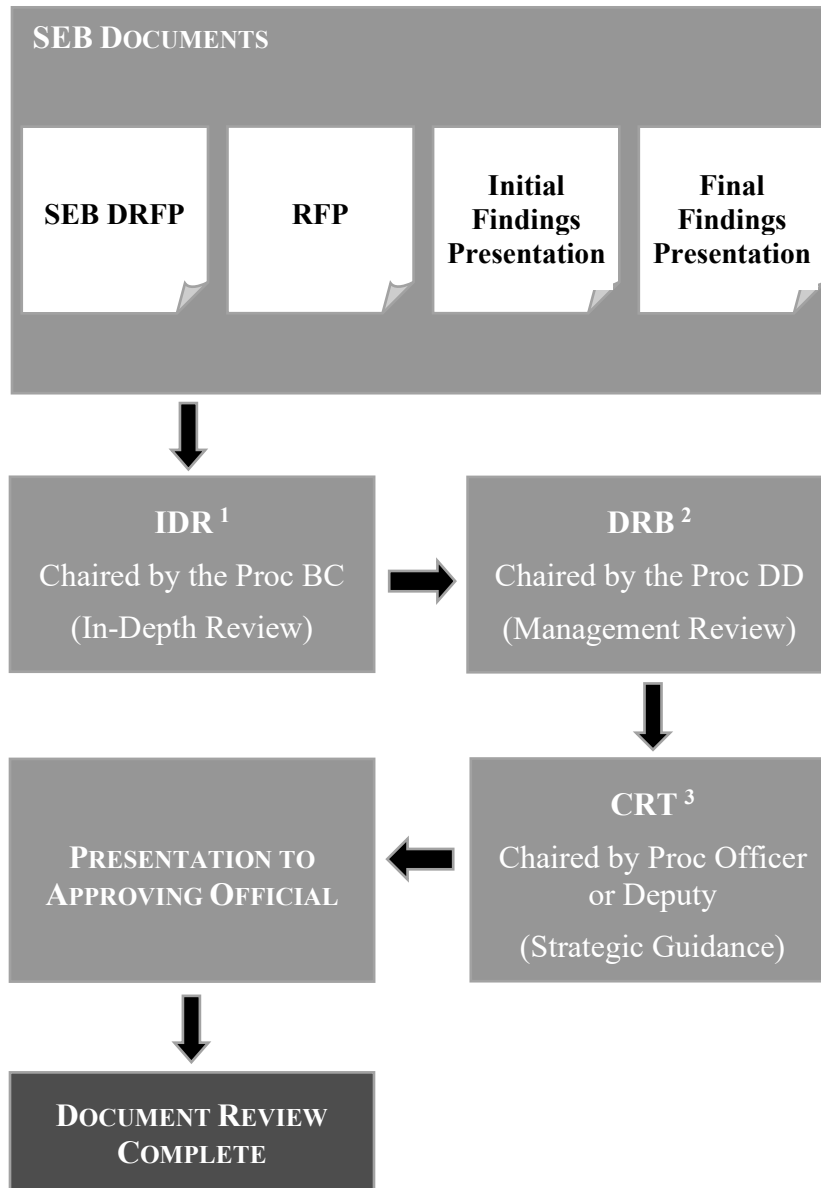 SEB DOCUMENTS
SEB DRFP
RFP
Initial
Findings
Presentation
Final
Findings
Presentation
IDR 1
Chaired by the Proc BC
(In-Depth Review)
DRB 2
Chaired by the Proc DD
(Management Review)
CRT 3
Chaired by Proc Officer
or Deputy
(Strategic Guidance)
PRESENTATION TO
APPROVING OFFICIAL
DOCUMENT REVIEW
COMPLETE